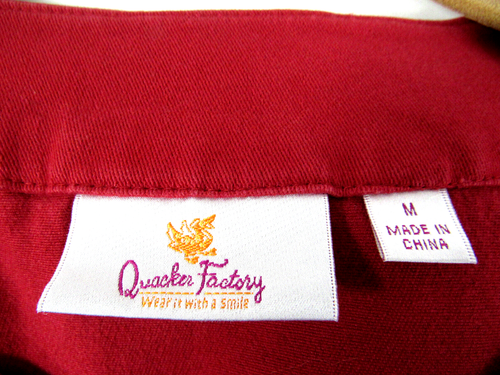 Quacker Factory
Wear it with a smile
M
MADE IN
CHINA